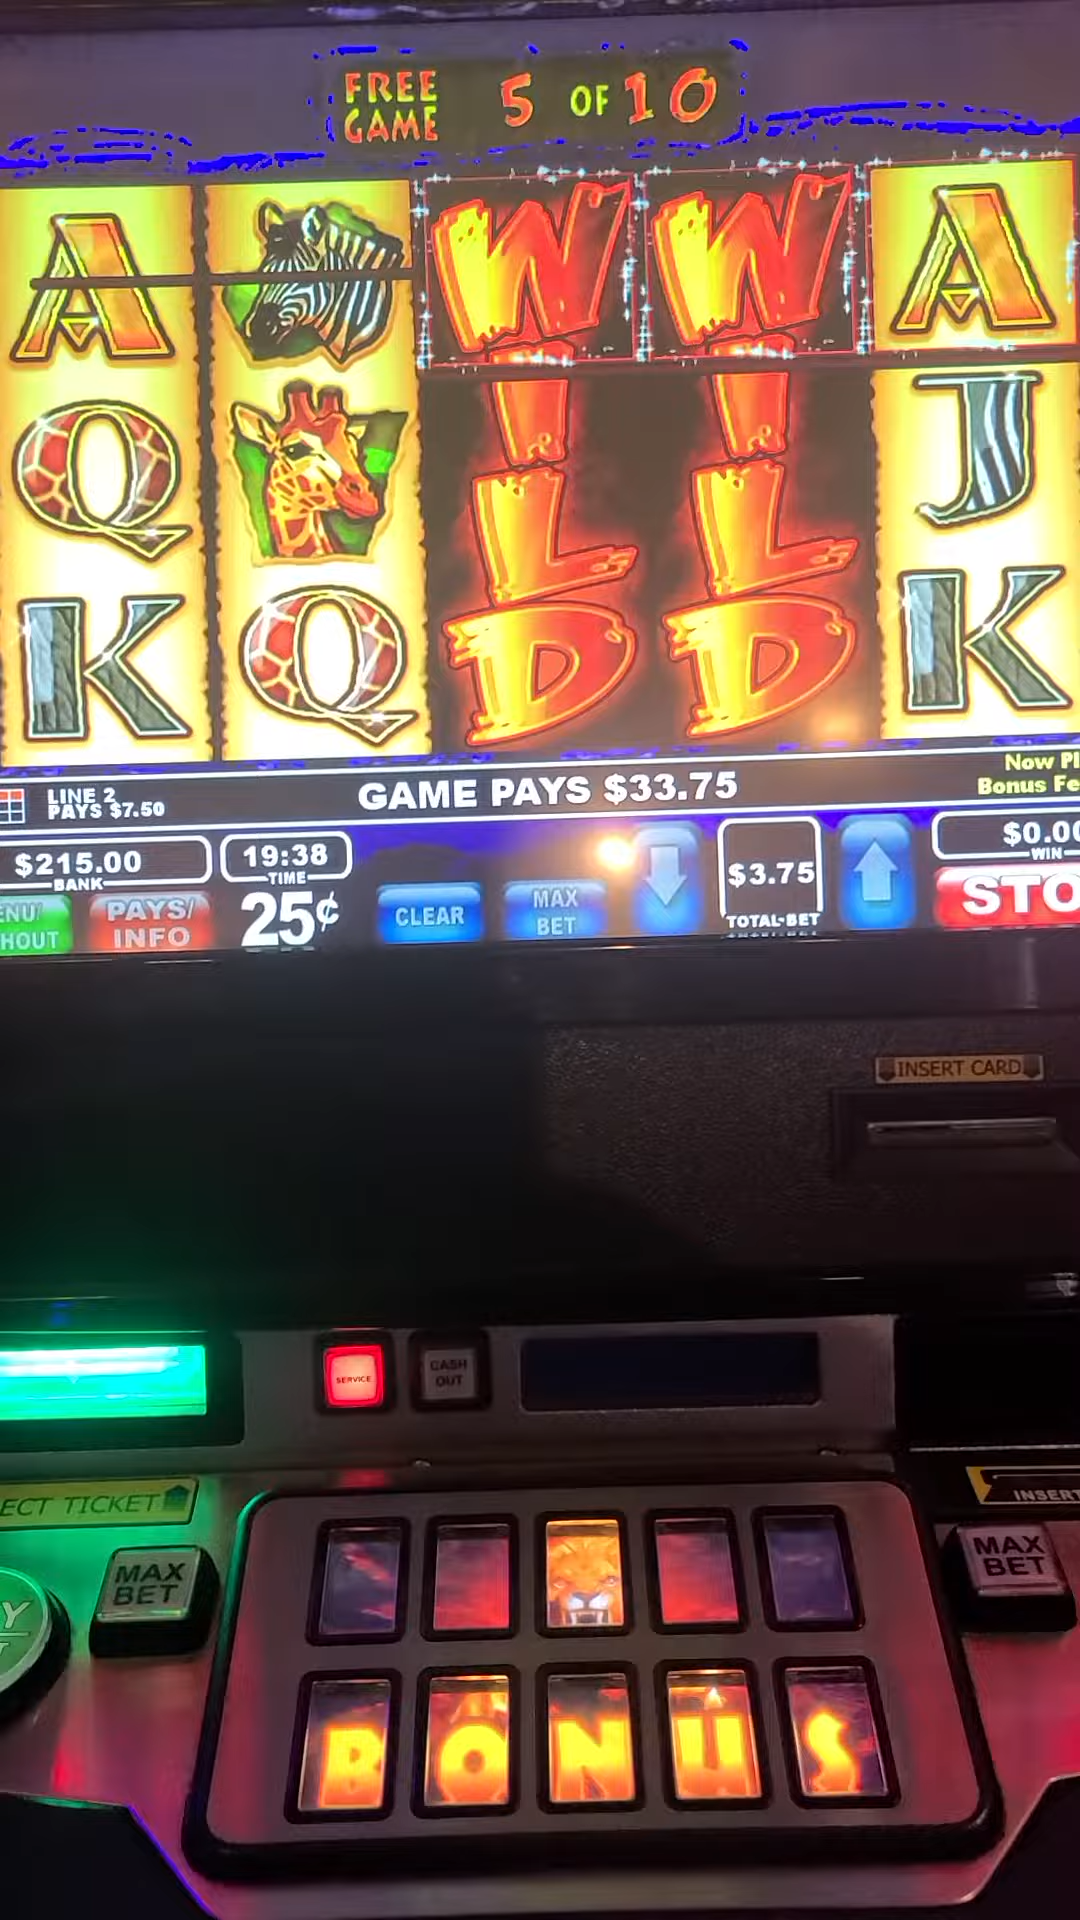 FREE GAME 5 OF 10
A W W A
Q I I J
L L
K Q D D K
LINE 2
PAYS $7.50
GAME PAYS $33.75
Now Pl
Bonus Fe
$215.00
BANK
19:38
TIME
25¢
CLEAR
MAX BET
$3.75
TOTAL-BET
$0.00
WIN
STO
ENU/
HOUT
PAYS/
INFO
INSERT CARD
SERVICE
CASH OUT
ECT TICKET
INSERT
MAX BET
MAX BET
Y
BONUS